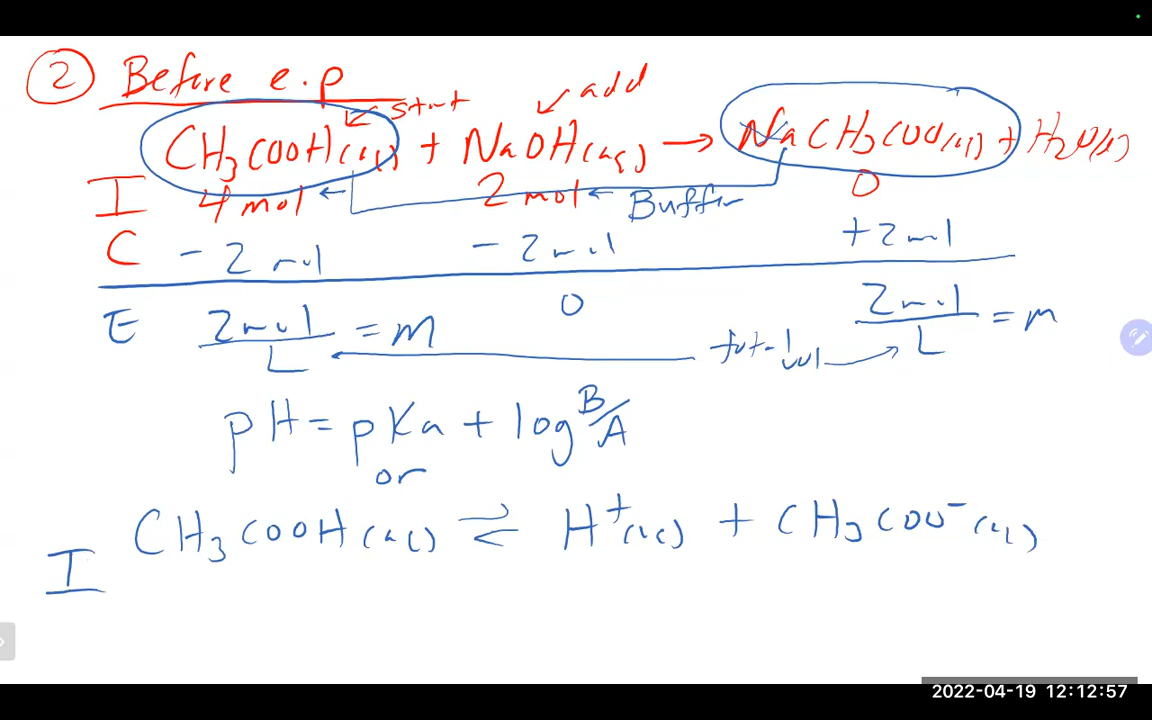 ② Before e.p
start add
CH3COOH(aq) + NaOH(aq) → NaCH3COO(aq) + H2O(l)
I 4 mol ← 2 mol ← Buffer 0
C - 2 mol - 2 mol + 2 mol
E 2 mol / L = M 0 2 mol / L = M
total vol
pH = pKa + log B/A
or
CH3COOH(aq) ⇌ H+(aq) + CH3COO-(aq)
I
2022-04-19 12:12:57